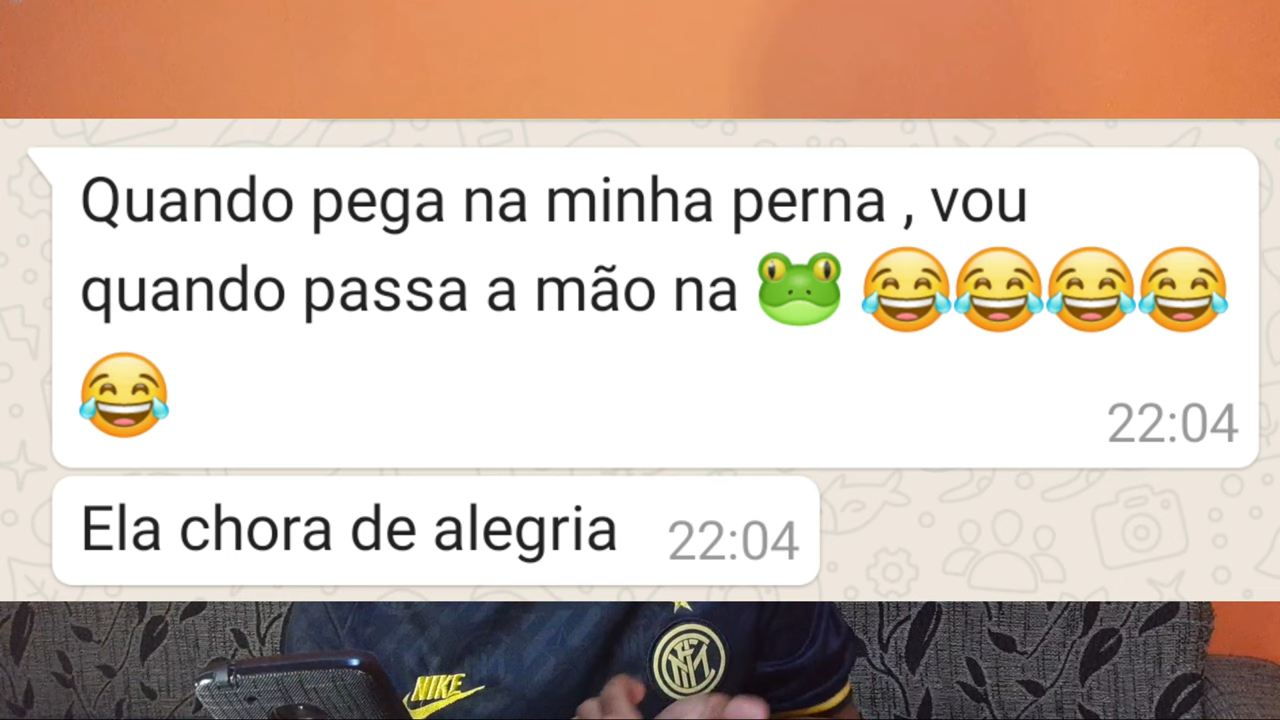 Quando pega na minha perna , vou
quando passa a mão na 🐸 😂😂😂😂
😂
22:04
Ela chora de alegria 22:04
NIKE